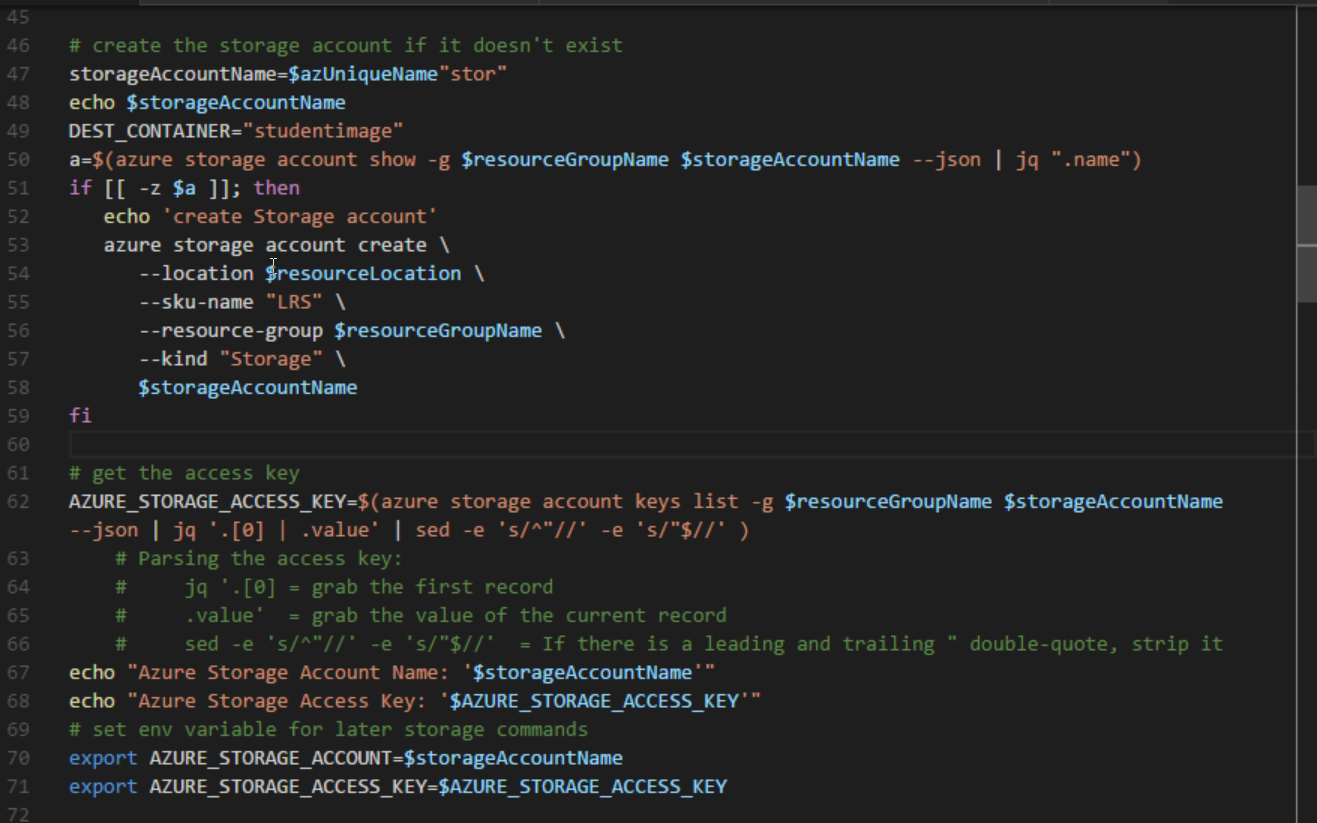 45
46 # create the storage account if it doesn't exist
47 storageAccountName=$azUniqueName"stor"
48 echo $storageAccountName
49 DEST_CONTAINER="studentimage"
50 a=$(azure storage account show -g $resourceGroupName $storageAccountName --json | jq ".name")
51 if [[ -z $a ]]; then
52    echo 'create Storage account'
53    azure storage account create \
54       --location $resourceLocation \
55       --sku-name "LRS" \
56       --resource-group $resourceGroupName \
57       --kind "Storage" \
58       $storageAccountName
59 fi
60
61 # get the access key
62 AZURE_STORAGE_ACCESS_KEY=$(azure storage account keys list -g $resourceGroupName $storageAccountName
--json | jq '.[0] | .value' | sed -e 's/^"//' -e 's/"$//' )
63     # Parsing the access key:
64     #     jq '.[0] = grab the first record
65     #     .value'  = grab the value of the current record
66     #     sed -e 's/^"//' -e 's/"$//'  = If there is a leading and trailing " double-quote, strip it
67 echo "Azure Storage Account Name: '$storageAccountName'"
68 echo "Azure Storage Access Key: '$AZURE_STORAGE_ACCESS_KEY'"
69 # set env variable for later storage commands
70 export AZURE_STORAGE_ACCOUNT=$storageAccountName
71 export AZURE_STORAGE_ACCESS_KEY=$AZURE_STORAGE_ACCESS_KEY
72